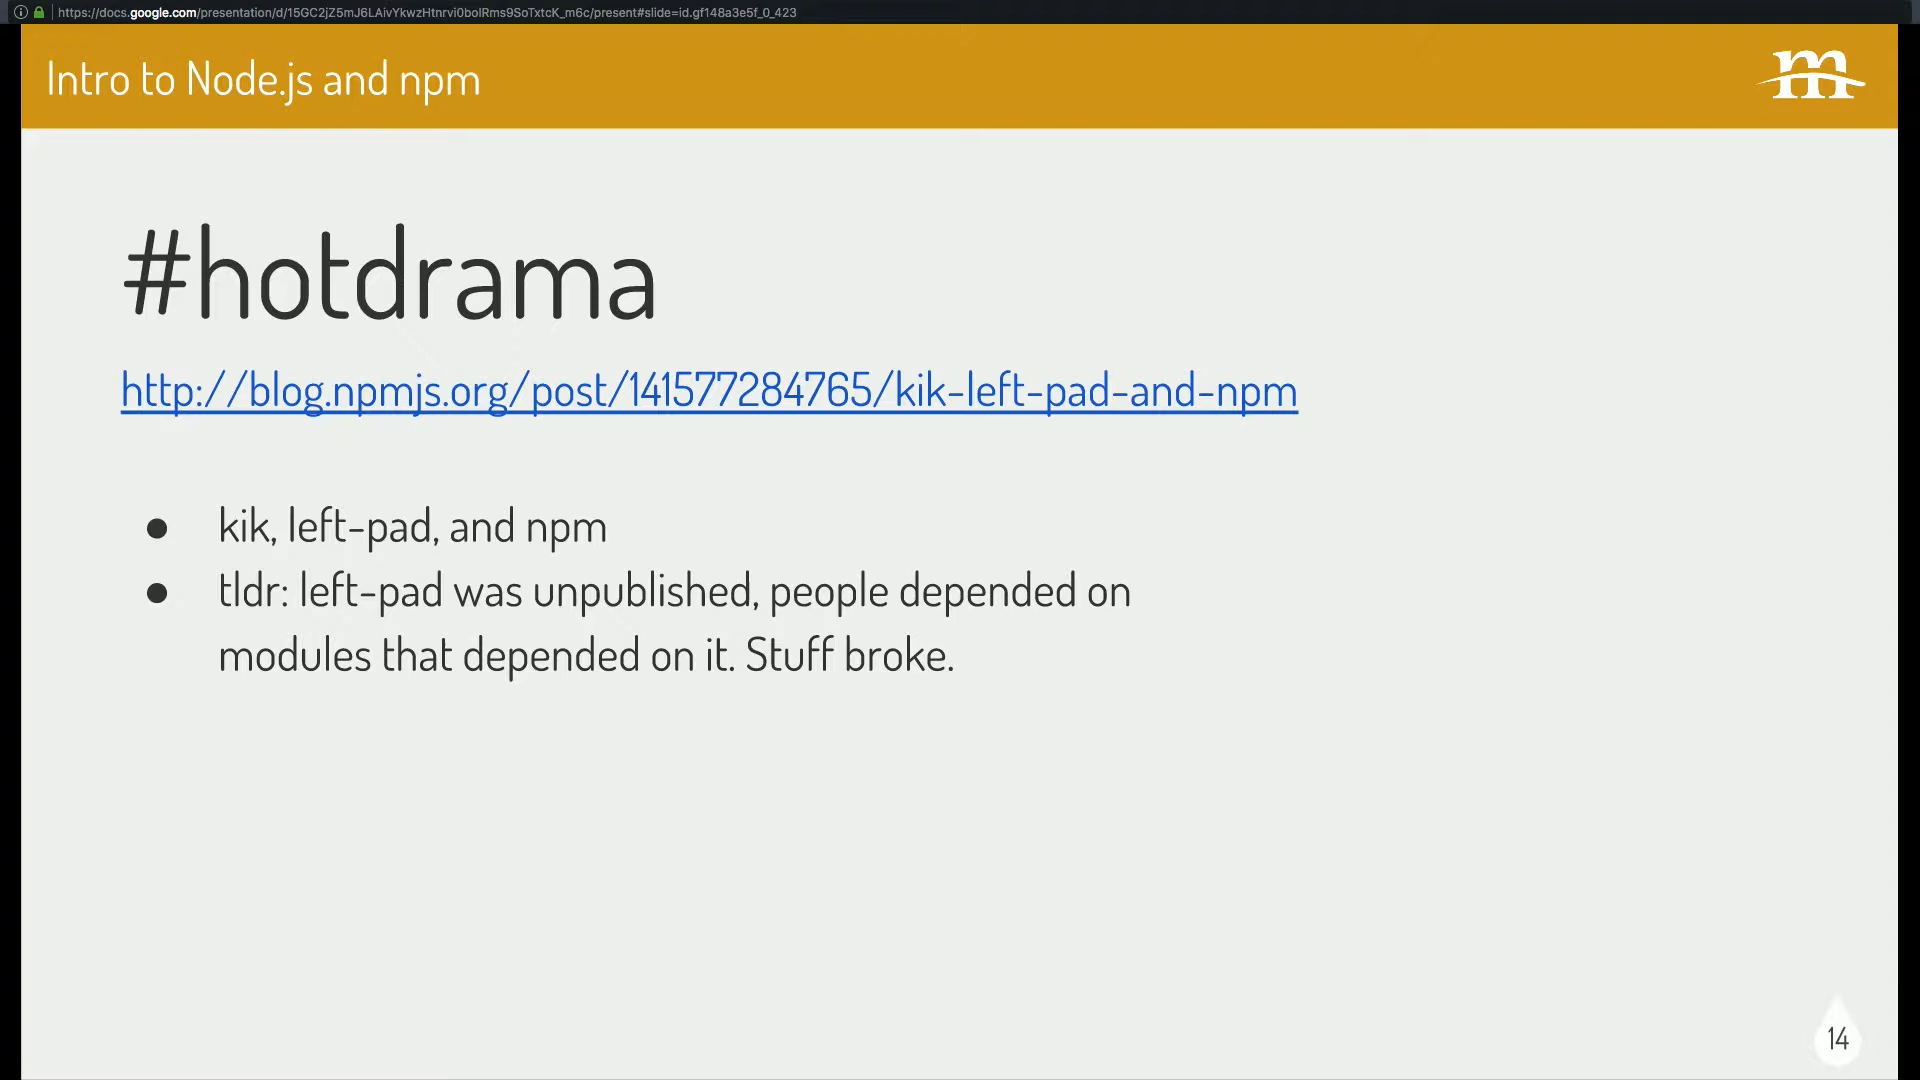 https://docs.google.com/presentation/d/15GC2jZ5mJ6LAivYkwzHtnrvi0bolRms9SoTxtcK_m6c/present#slide=id.gf148a3e5f_0_423
Intro to Node.js and npm
m
#hotdrama
http://blog.npmjs.org/post/141577284765/kik-left-pad-and-npm
● kik, left-pad, and npm
● tldr: left-pad was unpublished, people depended on
modules that depended on it. Stuff broke.
14